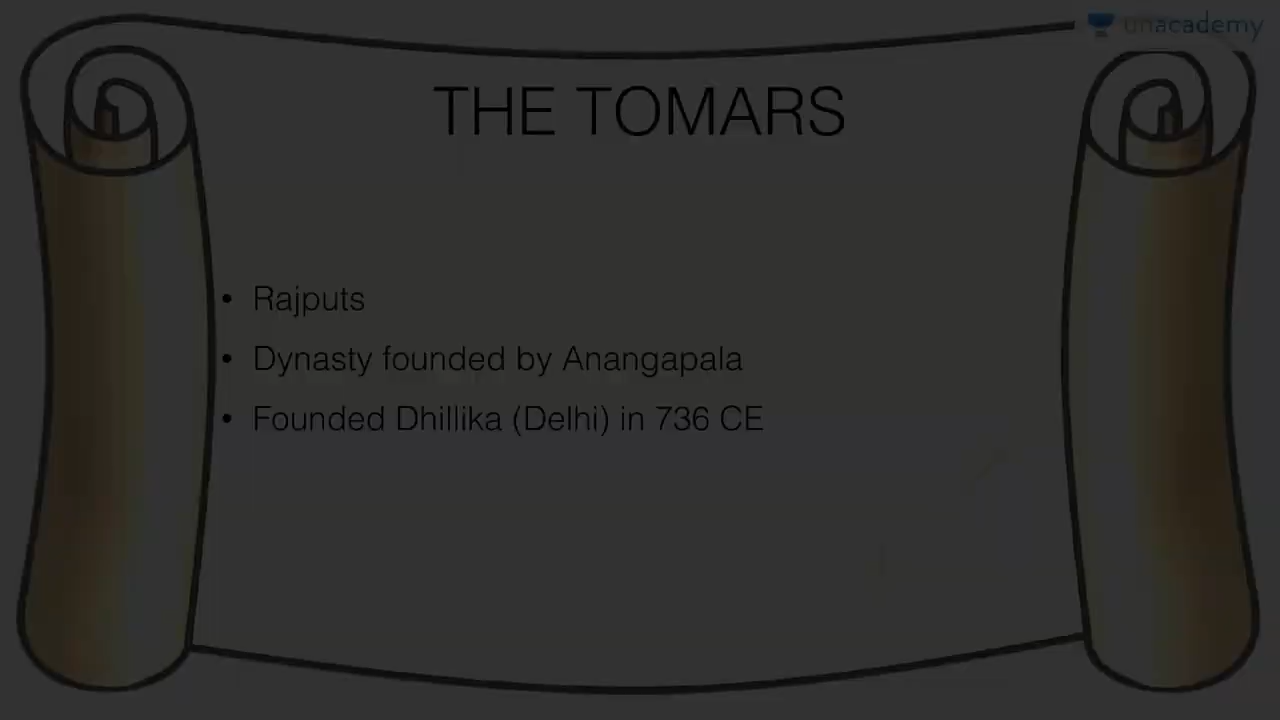 unacademy
THE TOMARS
• Rajputs
• Dynasty founded by Anangapala
• Founded Dhillika (Delhi) in 736 CE